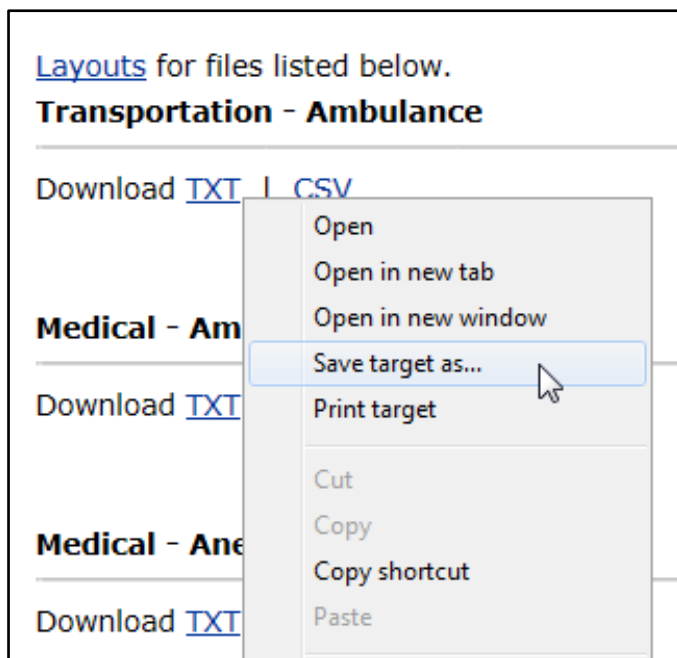 Layouts for files listed below.
Transportation - Ambulance
Download TXT | CSV
Open
Open in new tab
Medical - Am
Open in new window
Save target as...
Download TXT
Print target
Cut
Copy
Medical - Ane
Copy shortcut
Download TXT
Paste